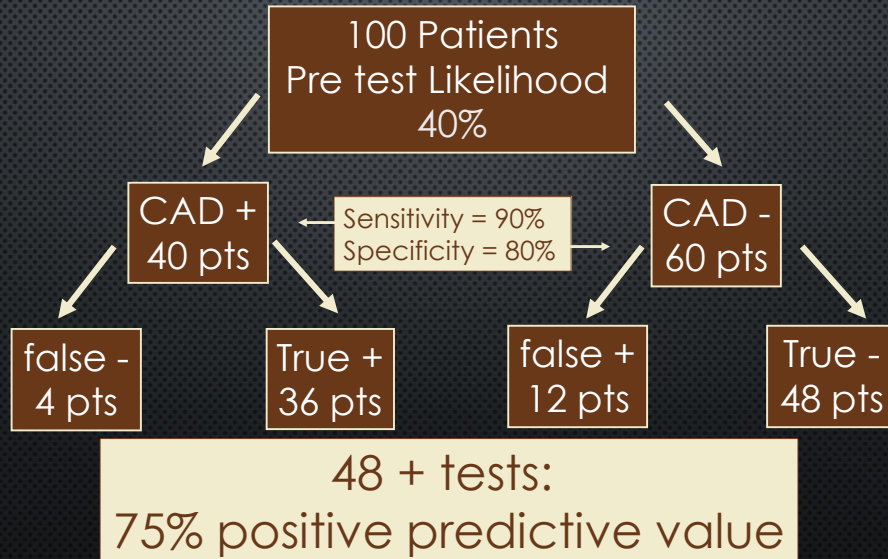 100 Patients
Pre test Likelihood
40%
CAD +
40 pts
Sensitivity = 90%
Specificity = 80%
CAD -
60 pts
false -
4 pts
True +
36 pts
false +
12 pts
True -
48 pts
48 + tests:
75% positive predictive value